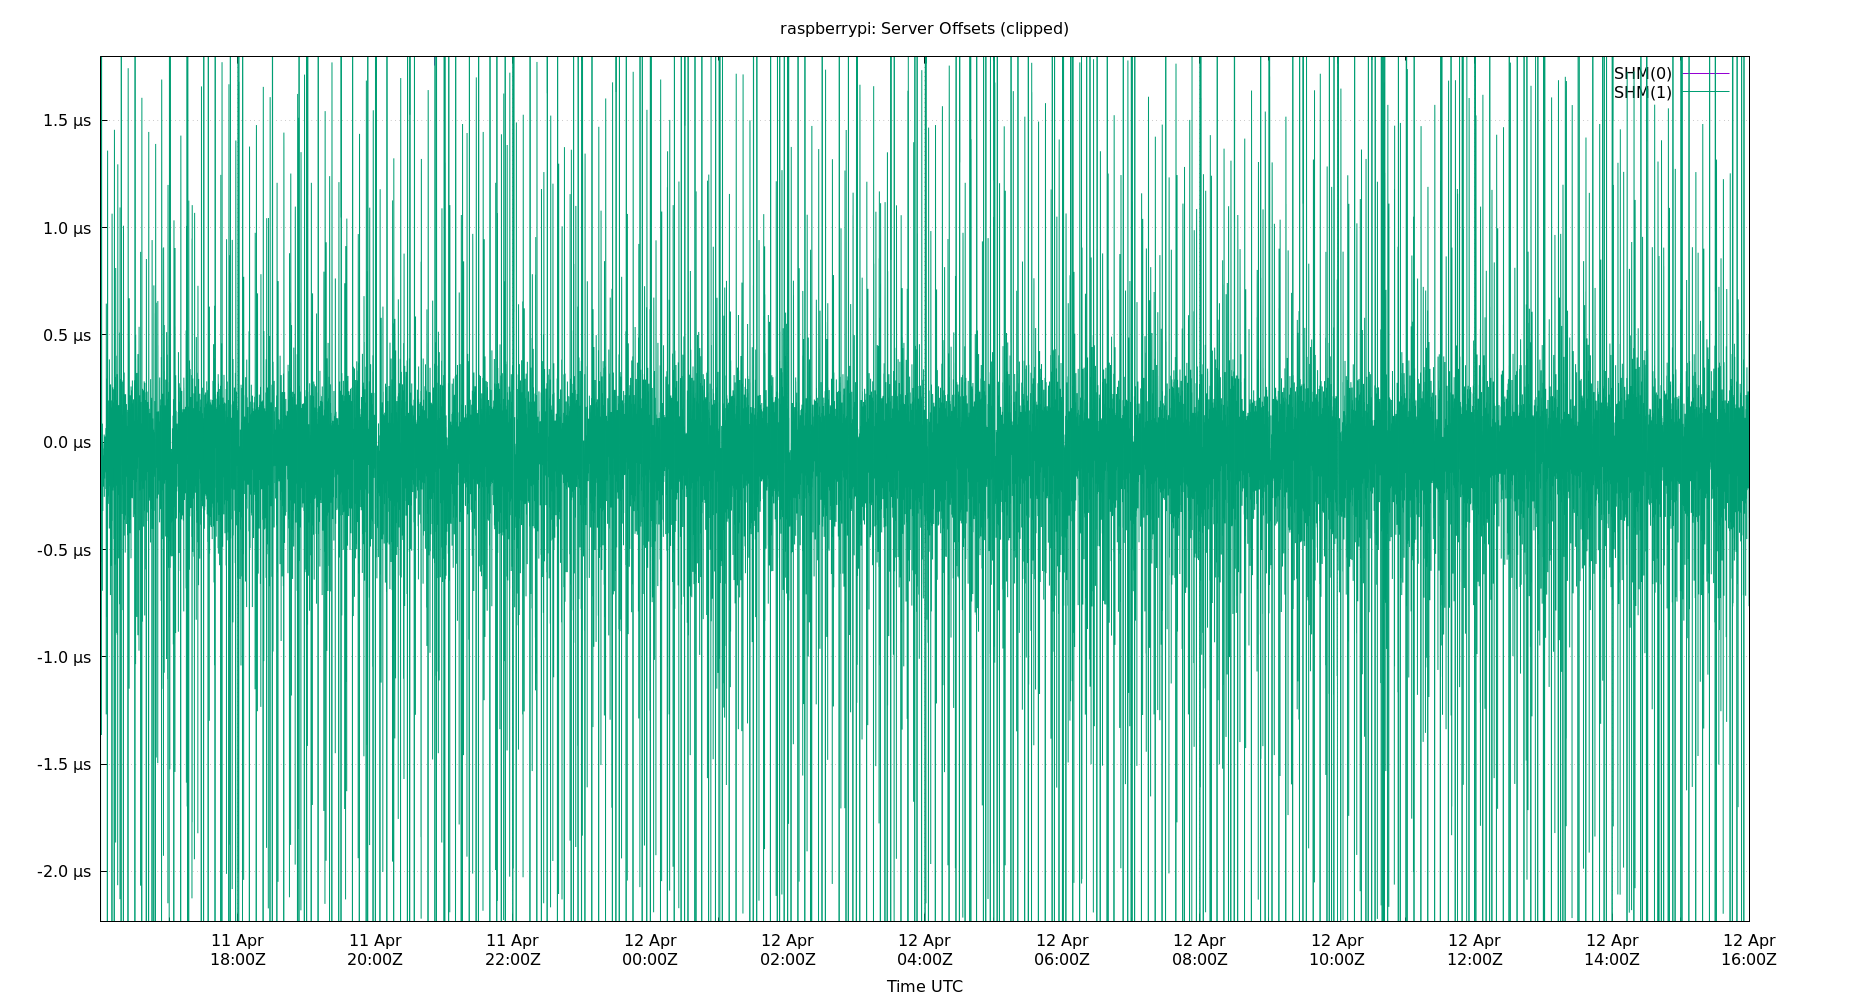 raspberrypi: Server Offsets (clipped)
SHM(0)
SHM(1)
1.5 µs
1.0 µs
0.5 µs
0.0 µs
-0.5 µs
-1.0 µs
-1.5 µs
-2.0 µs
11 Apr 11 Apr 11 Apr 12 Apr 12 Apr 12 Apr 12 Apr 12 Apr 12 Apr 12 Apr 12 Apr 12 Apr
18:00Z 20:00Z 22:00Z 00:00Z 02:00Z 04:00Z 06:00Z 08:00Z 10:00Z 12:00Z 14:00Z 16:00Z
Time UTC